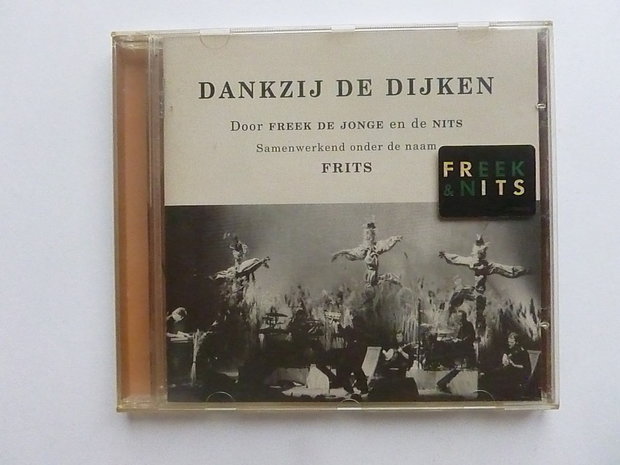 DANKZIJ DE DIJKEN
Door FREEK DE JONGE en de NITS
Samenwerkend onder de naam
FRITS
FREEK
& NITS